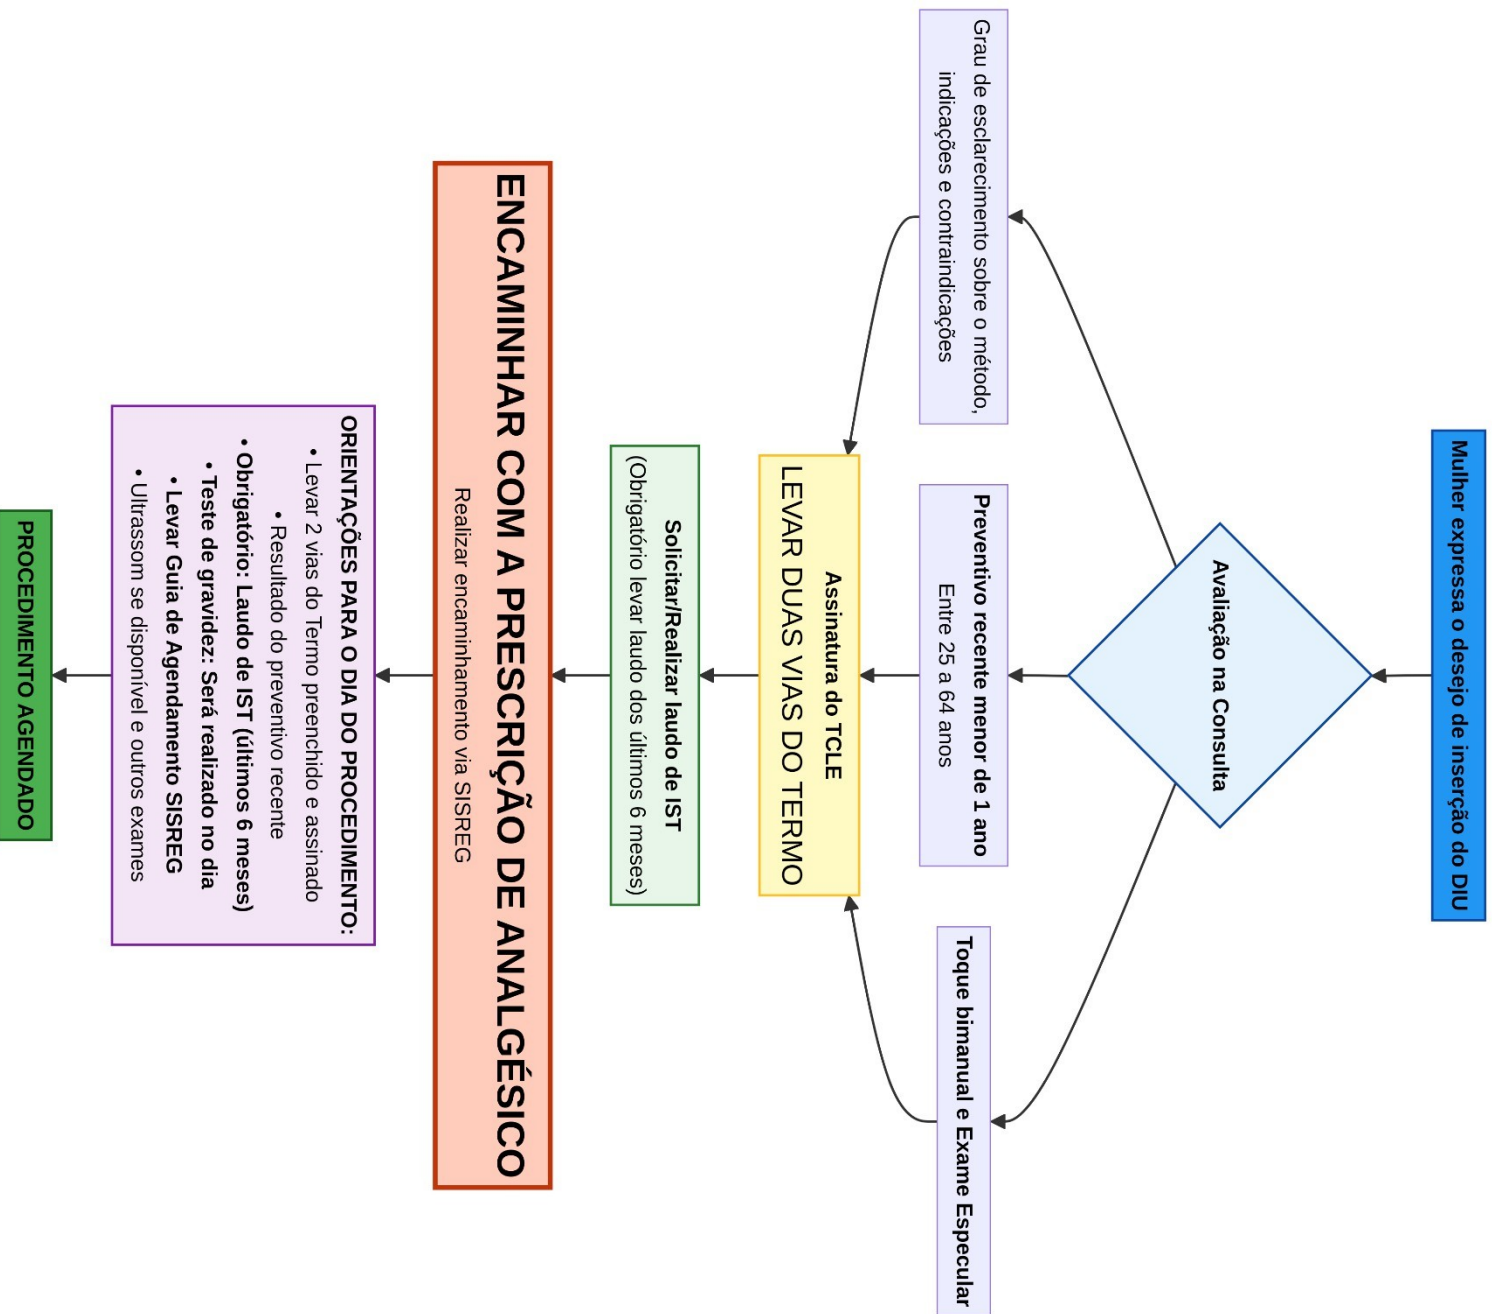 Mulher expressa o desejo de inserção do DIU
Avaliação na Consulta
Grau de esclarecimento sobre o método,
indicações e contraindicações
Preventivo recente menor de 1 ano
Entre 25 a 64 anos
Toque bimanual e Exame Especular
Assinatura do TCLE
LEVAR DUAS VIAS DO TERMO
Solicitar/Realizar laudo de IST
(Obrigatório levar laudo dos últimos 6 meses)
ENCAMINHAR COM A PRESCRIÇÃO DE ANALGÉSICO
Realizar encaminhamento via SISREG
ORIENTAÇÕES PARA O DIA DO PROCEDIMENTO:
• Levar 2 vias do Termo preenchido e assinado
• Resultado do preventivo recente
• Obrigatório: Laudo de IST (últimos 6 meses)
• Teste de gravidez: Será realizado no dia
• Levar Guia de Agendamento SISREG
• Ultrassom se disponível e outros exames
PROCEDIMENTO AGENDADO